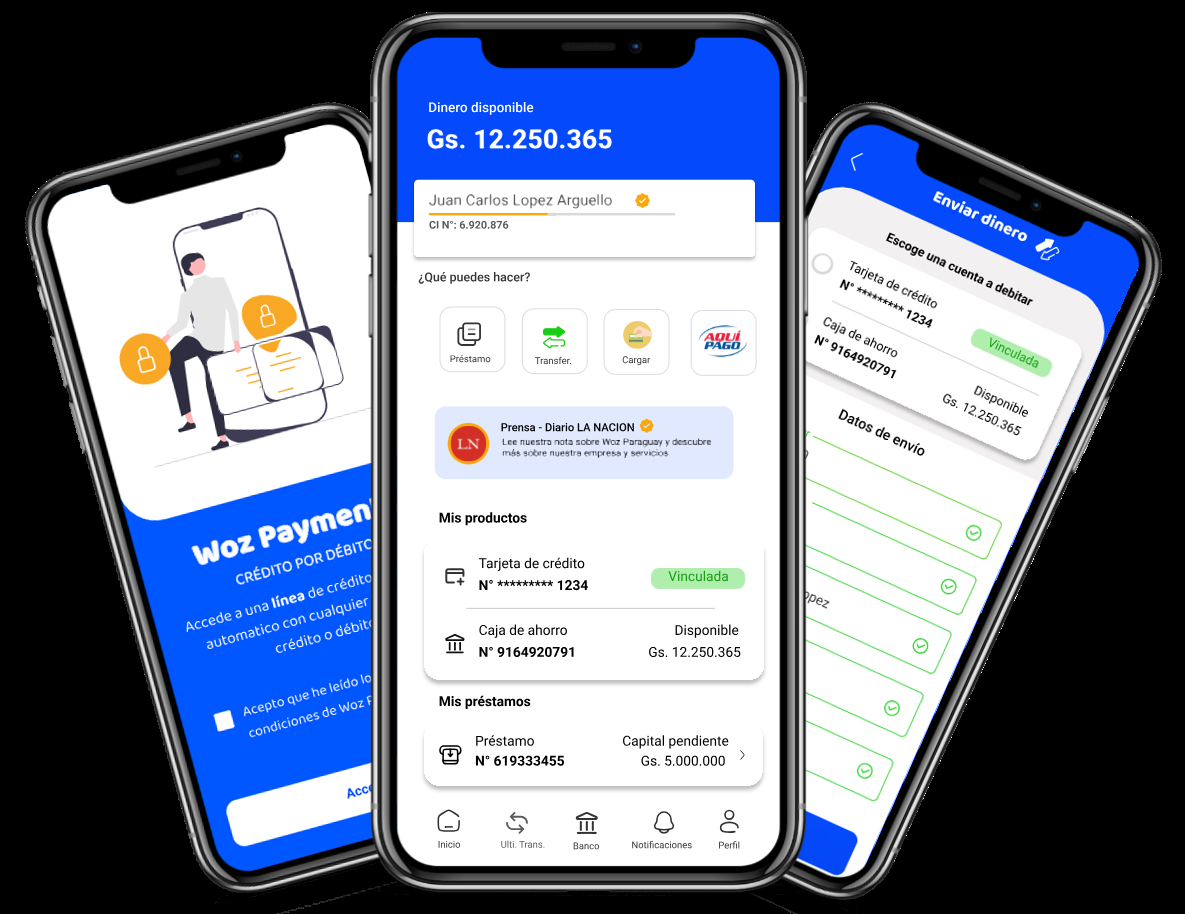 Woz Payment
CRÉDITO POR DÉBITO
Accede a una línea de crédito
automatico con cualquier
crédito o débito
Acepto que he leído
condiciones de Woz
Dinero disponible
Gs. 12.250.365
Juan Carlos Lopez Arguello
CI N°: 6.920.876
¿Qué puedes hacer?
Préstamo
Transfer.
Cargar
AQUÍ
PAGO
Prensa - Diario LA NACION
LN
Lee nuestra nota sobre Woz Paraguay y descubre
más sobre nuestra empresa y servicios
Mis productos
Tarjeta de crédito
N° ********* 1234
Vinculada
Caja de ahorro
N° 9164920791
Disponible
Gs. 12.250.365
Mis préstamos
Préstamo
N° 619333455
Capital pendiente
Gs. 5.000.000
Inicio
Ulti. Trans.
Banco
Notificaciones
Perfil
Enviar dinero
Escoge una cuenta a debitar
Tarjeta de crédito
N° ********* 1234
Vinculada
Caja de ahorro
N° 9164920791
Disponible
Gs. 12.250.365
Datos de envío